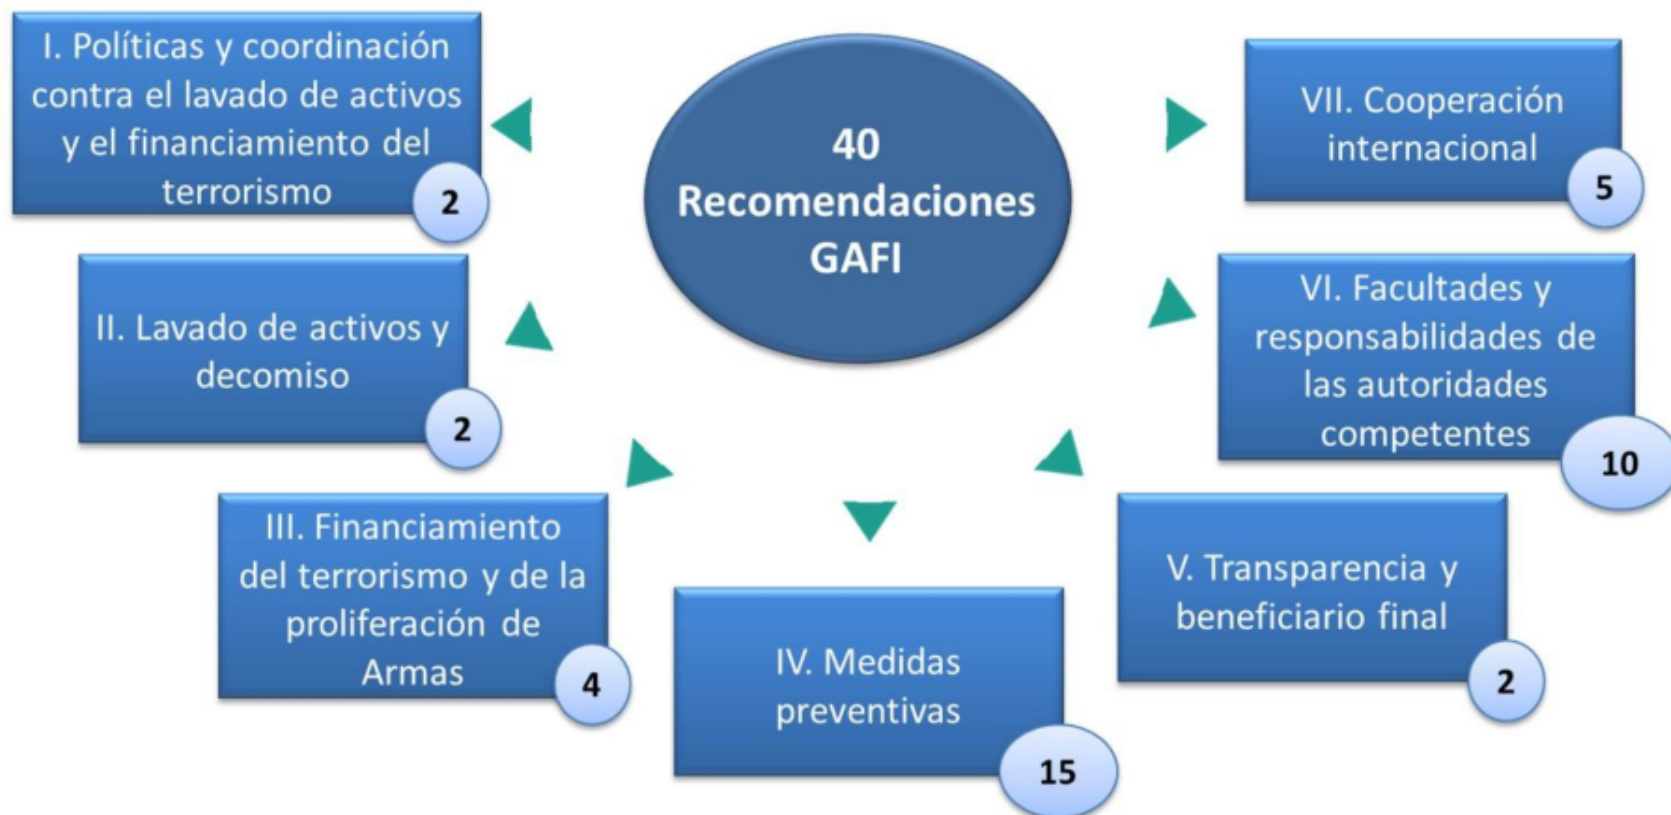 40
Recomendaciones
GAFI
I. Políticas y coordinación
contra el lavado de activos
y el financiamiento del
terrorismo
2
II. Lavado de activos y
decomiso
2
III. Financiamiento
del terrorismo y de la
proliferación de
Armas
4
IV. Medidas
preventivas
15
V. Transparencia y
beneficiario final
2
VI. Facultades y
responsabilidades de
las autoridades
competentes
10
VII. Cooperación
internacional
5